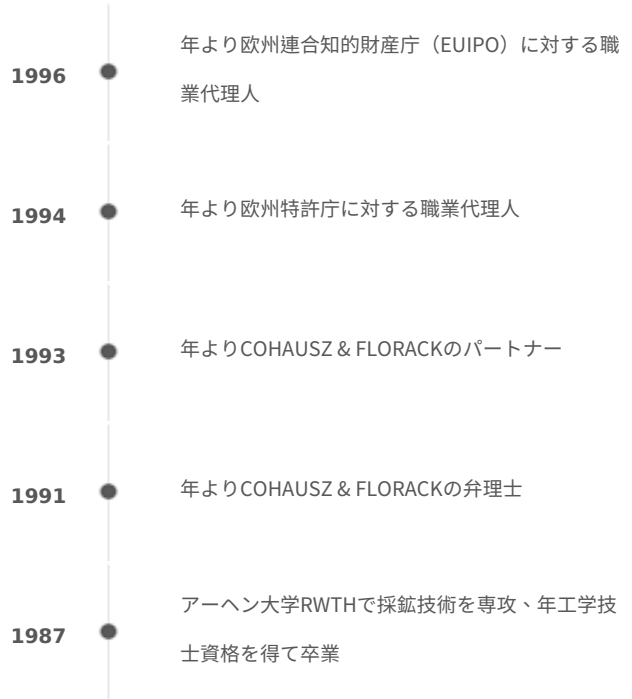 1996
年より欧州連合知的財産庁（EUIPO）に対する職
業代理人
1994
年より欧州特許庁に対する職業代理人
1993
年よりCOHAUSZ & FLORACKのパートナー
1991
年よりCOHAUSZ & FLORACKの弁理士
1987
アーヘン大学RWTHで採鉱技術を専攻、年工学技
士資格を得て卒業